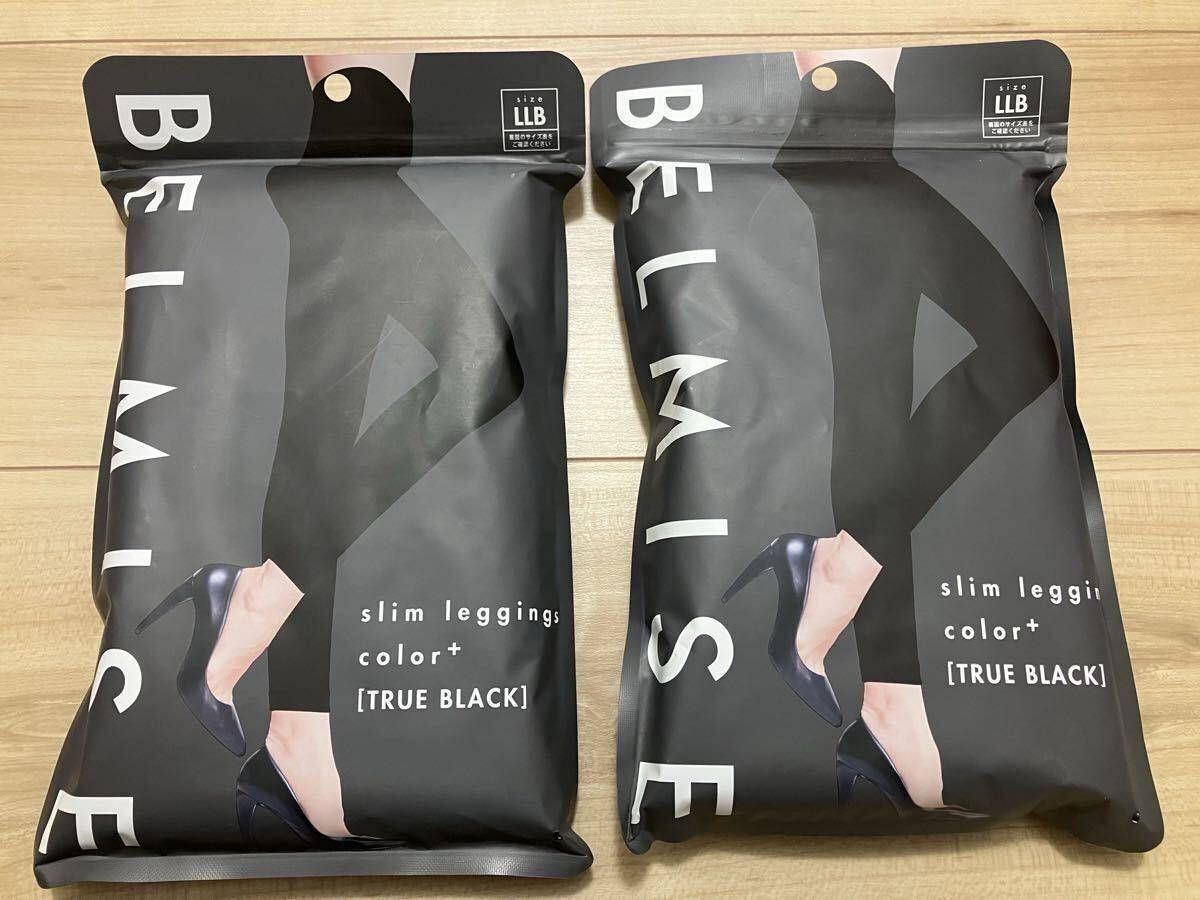 BELMISE
size
LLB
裏面のサイズ表を
ご確認ください
slim leggings
color+
[TRUE BLACK]
BELMISE
size
LLB
裏面のサイズ表を
ご確認ください
slim leggin
color+
[TRUE BLACK]